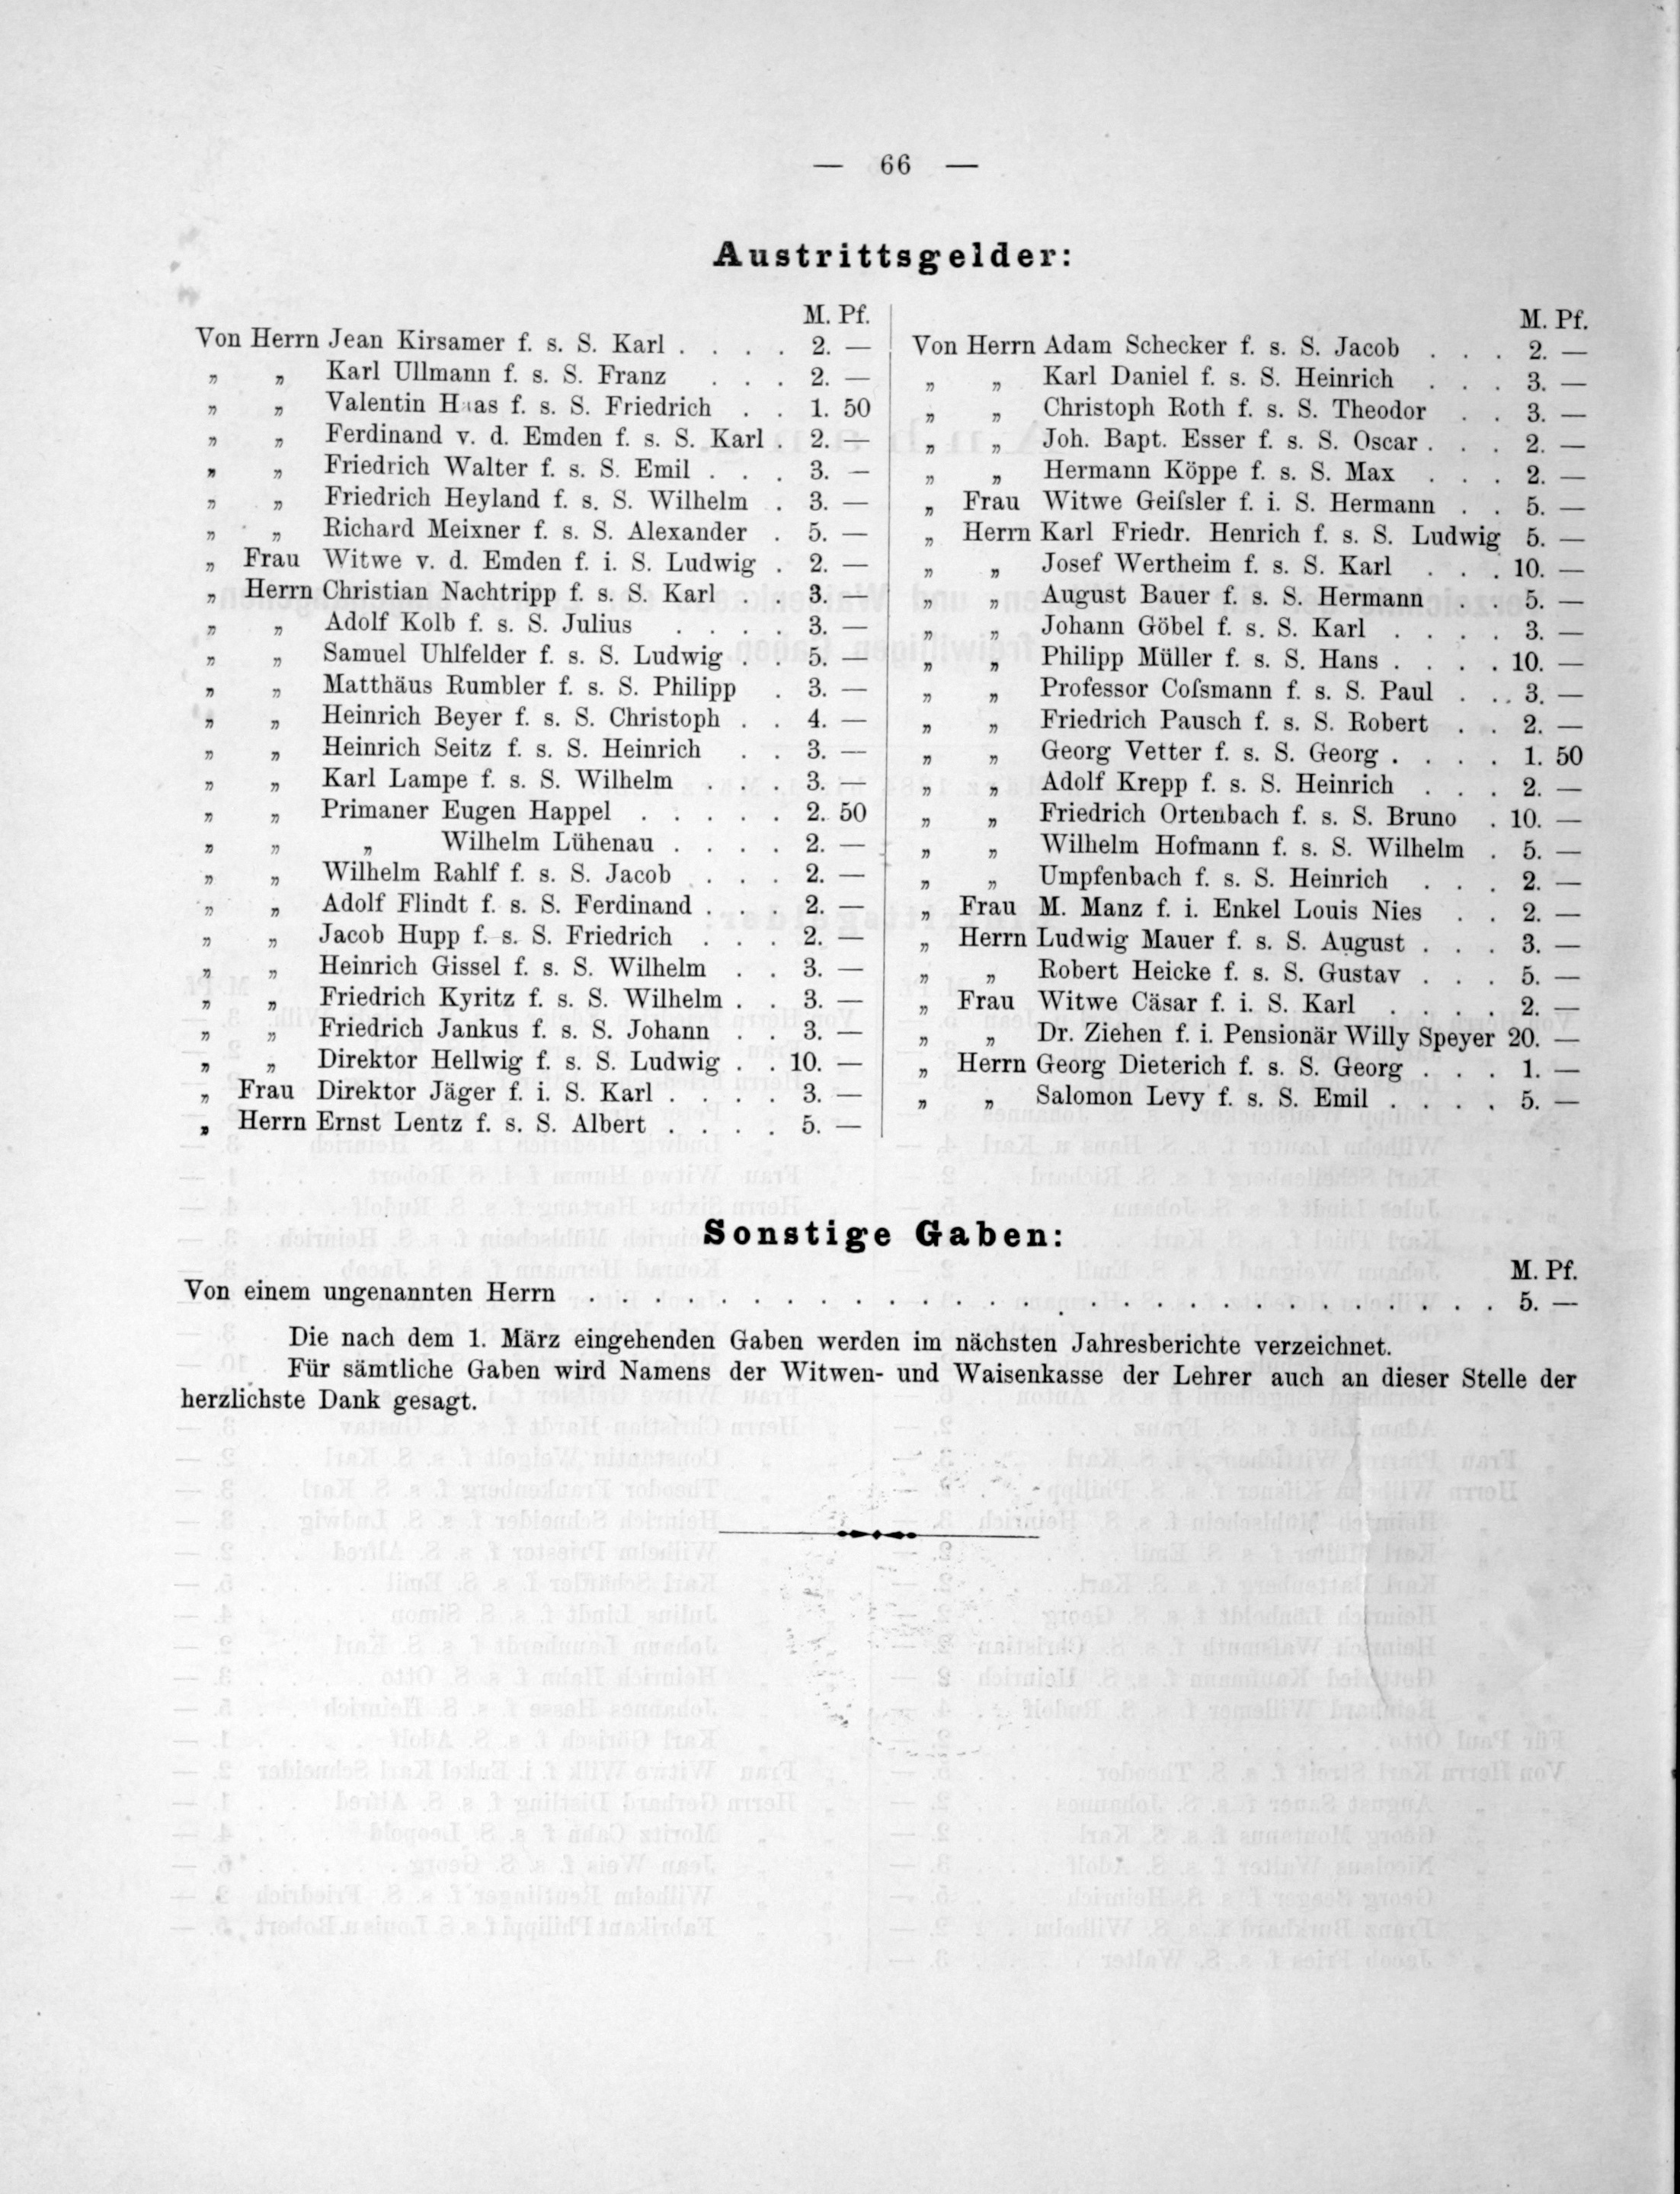 — 66 —
Austrittsgelder:
M. Pf.
Von Herrn Jean Kirsamer f. s. S. Karl . . . . 2. —
„ „ Karl Ullmann f. s. S. Franz . . . 2. —
„ „ Valentin Haas f. s. S. Friedrich . . 1. 50
„ „ Ferdinand v. d. Emden f. s. S. Karl . 2. —
„ „ Friedrich Walter f. s. S. Emil . . . 3. —
„ „ Friedrich Heyland f. s. S. Wilhelm . 3. —
„ „ Richard Meixner f. s. S. Alexander . 5. —
„ Frau Witwe v. d. Emden f. i. S. Ludwig . 2. —
„ Herrn Christian Nachtripp f. s. S. Karl . . 3. —
„ „ Adolf Kolb f. s. S. Julius . . . . 3. —
„ „ Samuel Uhlfelder f. s. S. Ludwig . . 5. —
„ „ Matthäus Rumbler f. s. S. Philipp . 3. —
„ „ Heinrich Beyer f. s. S. Christoph . . 4. —
„ „ Heinrich Seitz f. s. S. Heinrich . . 3. —
„ „ Karl Lampe f. s. S. Wilhelm . . . 3. —
„ „ Primaner Eugen Happel . . . . . 2. 50
„ „ „ Wilhelm Lühenau . . . . 2. —
„ „ Wilhelm Rahlf f. s. S. Jacob . . . 2. —
„ „ Adolf Flindt f. s. S. Ferdinand . . . 2. —
„ „ Jacob Hupp f. s. S. Friedrich . . . 2. —
„ „ Heinrich Gissel f. s. S. Wilhelm . . 3. —
„ „ Friedrich Kyritz f. s. S. Wilhelm . . 3. —
„ „ Friedrich Jankus f. s. S. Johann . . 3. —
„ „ Direktor Hellwig f. s. S. Ludwig . . 10. —
„ Frau Direktor Jäger f. i. S. Karl . . . . 3. —
„ Herrn Ernst Lentz f. s. S. Albert . . . . 5. —
M. Pf.
Von Herrn Adam Schecker f. s. S. Jacob . . . 2. —
„ „ Karl Daniel f. s. S. Heinrich . . . 3. —
„ „ Christoph Roth f. s. S. Theodor . . 3. —
„ „ Joh. Bapt. Esser f. s. S. Oscar . . . 2. —
„ „ Hermann Köppe f. s. S. Max . . . 2. —
„ Frau Witwe Geiſsler f. i. S. Hermann . . 5. —
„ Herrn Karl Friedr. Henrich f. s. S. Ludwig 5. —
„ „ Josef Wertheim f. s. S. Karl . . . 10. —
„ „ August Bauer f. s. S. Hermann . . 5. —
„ „ Johann Göbel f. s. S. Karl . . . . 3. —
„ „ Philipp Müller f. s. S. Hans . . . . 10. —
„ „ Professor Coſsmann f. s. S. Paul . . . 3. —
„ „ Friedrich Pausch f. s. S. Robert . . 2. —
„ „ Georg Vetter f. s. S. Georg . . . . 1. 50
„ „ Adolf Krepp f. s. S. Heinrich . . . 2. —
„ „ Friedrich Ortenbach f. s. S. Bruno . 10. —
„ „ Wilhelm Hofmann f. s. S. Wilhelm . 5. —
„ „ Umpfenbach f. s. S. Heinrich . . . 2. —
„ Frau M. Manz f. i. Enkel Louis Nies . . 2. —
„ Herrn Ludwig Mauer f. s. S. August . . . 3. —
„ „ Robert Heicke f. s. S. Gustav . . . 5. —
„ Frau Witwe Cäsar f. i. S. Karl . . . . 2. —
„ „ Dr. Ziehen f. i. Pensionär Willy Speyer 20. —
„ Herrn Georg Dieterich f. s. S. Georg . . . 1. —
„ „ Salomon Levy f. s. S. Emil . . . . 5. —
Sonstige Gaben:
M. Pf.
Von einem ungenannten Herrn . . . . . . . . . . . . . . . . . . . . . . . . . . . . 5. —
Die nach dem 1. März eingehenden Gaben werden im nächsten Jahresberichte verzeichnet.
Für sämtliche Gaben wird Namens der Witwen- und Waisenkasse der Lehrer auch an dieser Stelle der
herzlichste Dank gesagt.